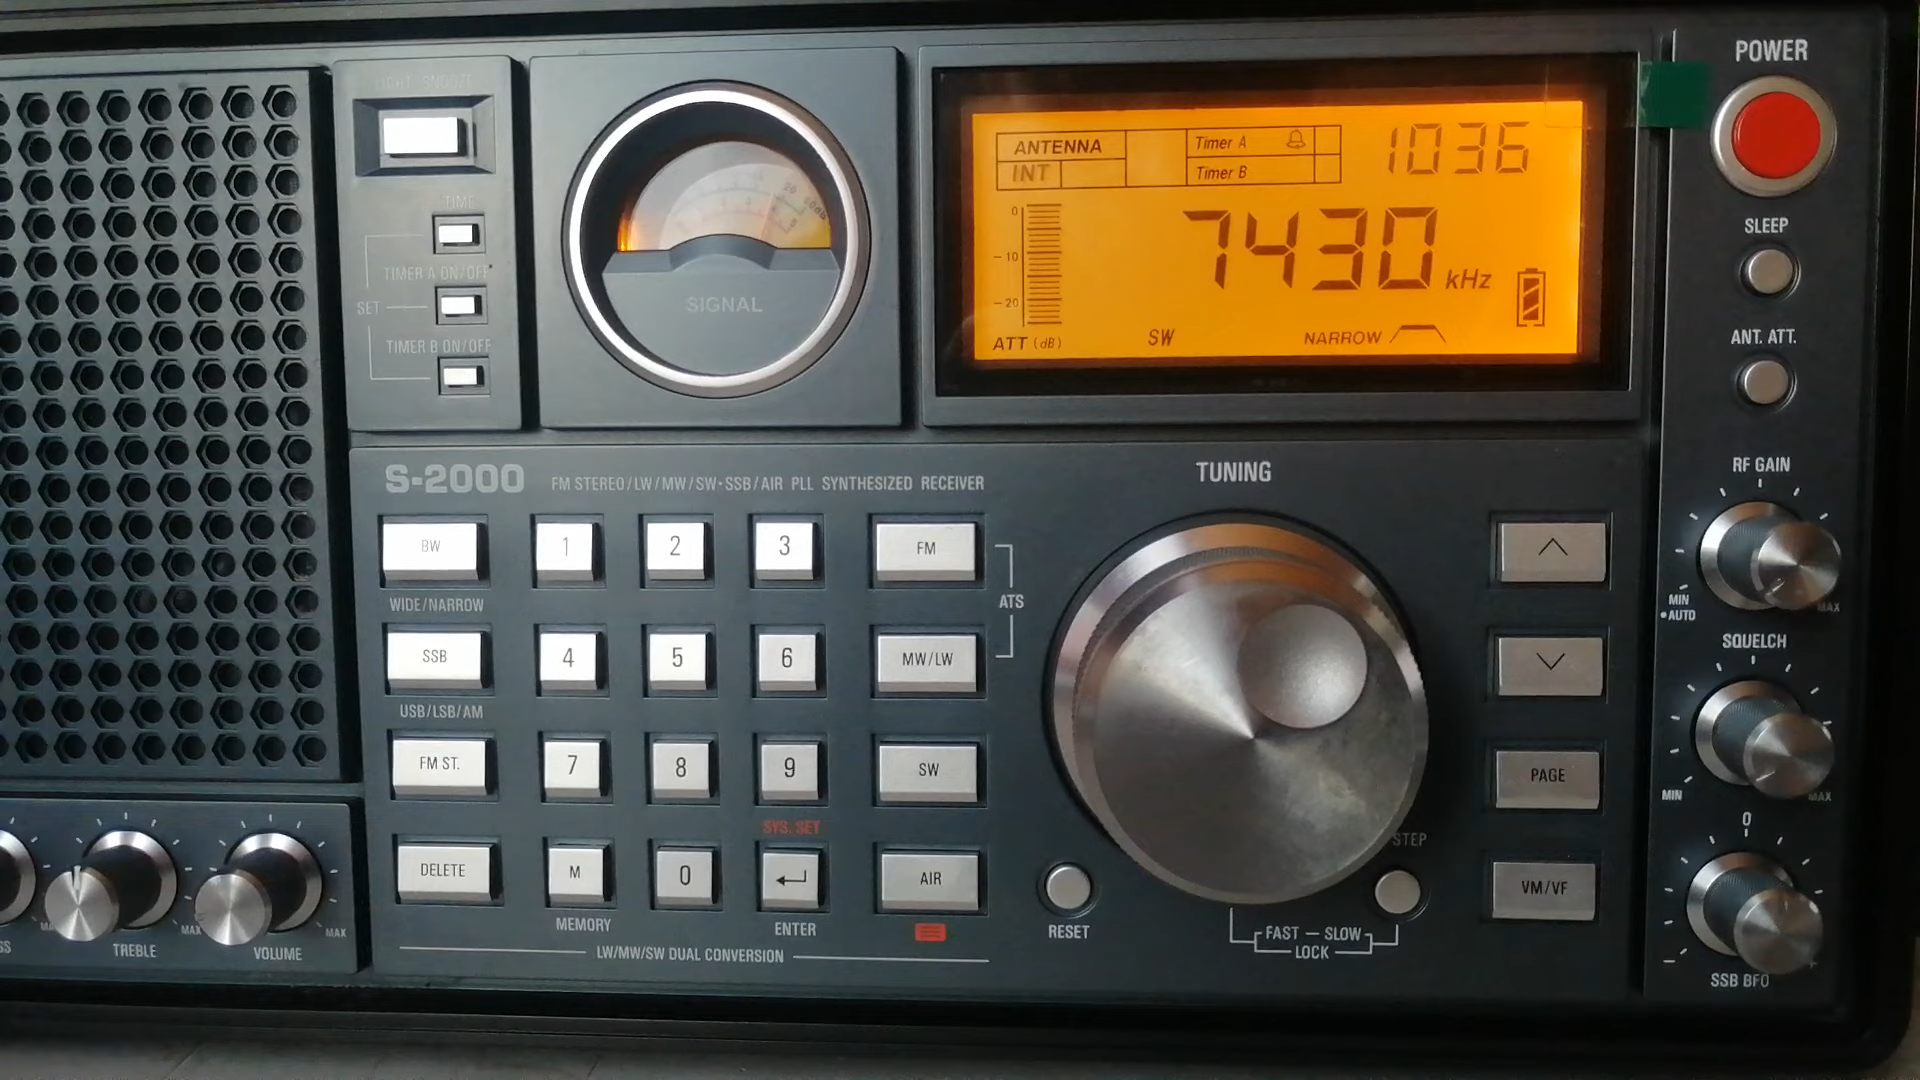 LIGHT SNOOZE
TIME
TIMER A ON/OFF
SET
TIMER B ON/OFF
SIGNAL
ANTENNA
INT
Timer A
Timer B
1036
0
-10
-20
ATT (dB)
7430 kHz
SW
NARROW
POWER
SLEEP
ANT. ATT.
S-2000
FM STEREO/LW/MW/SW·SSB/AIR PLL SYNTHESIZED RECEIVER
TUNING
BW
1
2
3
FM
WIDE/NARROW
ATS
SSB
4
5
6
MW/LW
USB/LSB/AM
FM ST.
7
8
9
SW
SYS. SET
DELETE
M
0
AIR
MEMORY
ENTER
LW/MW/SW DUAL CONVERSION
RESET
STEP
FAST — SLOW
LOCK
PAGE
VM/VF
RF GAIN
MIN
•AUTO
MAX
SQUELCH
MIN
MAX
0
SSB BFO
- +
TREBLE
MAX
VOLUME
MAX